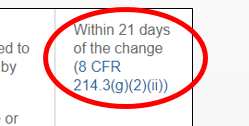 Within 21 days
ed to of the change
by (8 CFR
214.3(g)(2)(ii))
e or